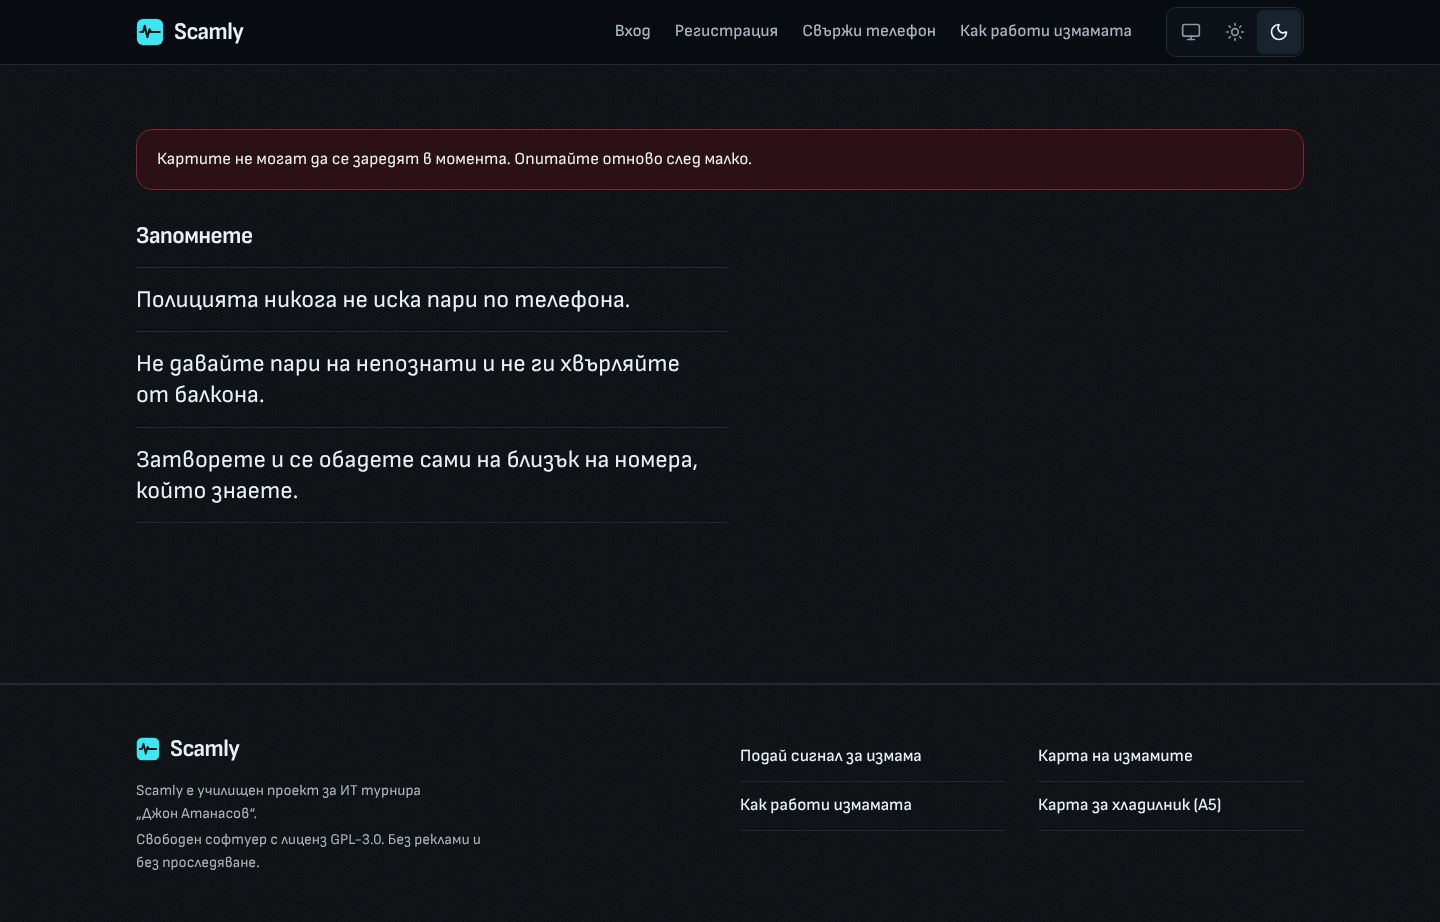 Scamly
Вход
Регистрация
Свържи телефон
Как работи измамата
Картите не могат да се заредят в момента. Опитайте отново след малко.
Запомнете
Полицията никога не иска пари по телефона.
Не давайте пари на непознати и не ги хвърляйте
от балкона.
Затворете и се обадете сами на близък на номера,
който знаете.
Scamly
Scamly е училищен проект за ИТ турнира
„Джон Атанасов“.
Свободен софтуер с лиценз GPL-3.0. Без реклами и
без проследяване.
Подай сигнал за измама
Карта на измамите
Как работи измамата
Карта за хладилник (A5)